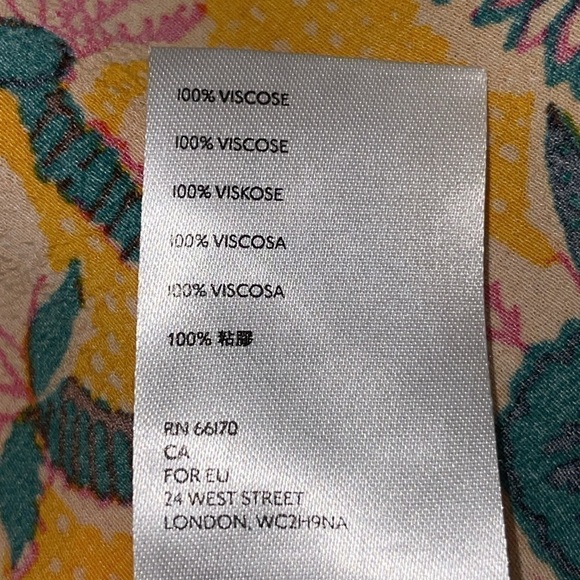 100% VISCOSE
100% VISCOSE
100% VISKOSE
100% VISCOSA
100% VISCOSA
100% 粘膠
RN 66170
CA
FOR EU
24 WEST STREET
LONDON, WC2H9NA